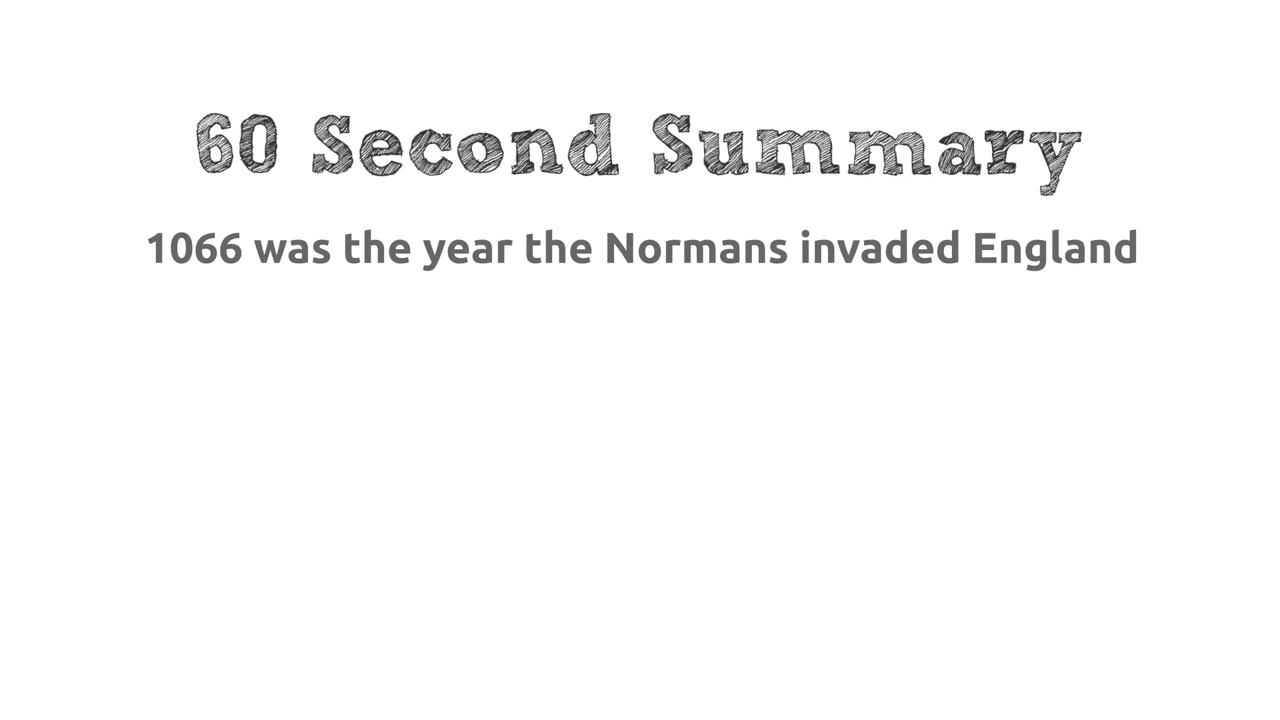 60 Second Summary
1066 was the year the Normans invaded England